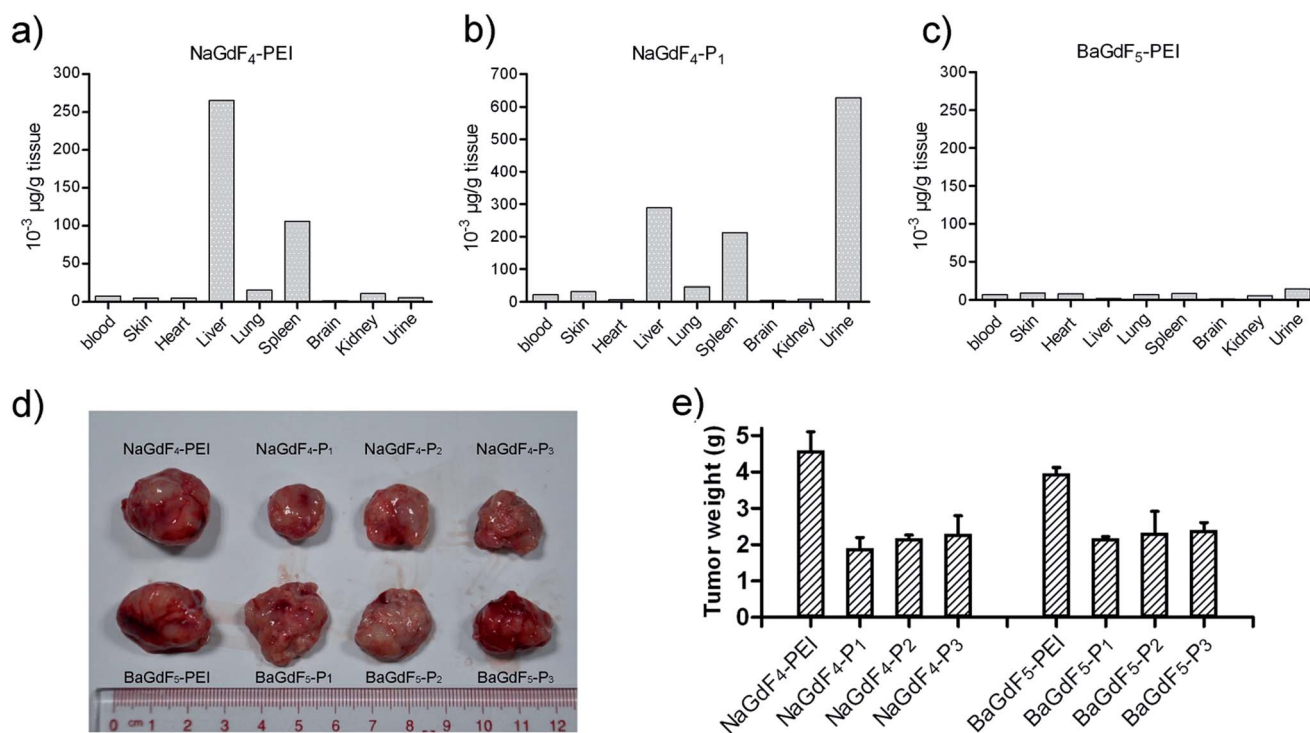 a)
NaGdF₄-PEI
10⁻³ μg/g tissue
300
250
200
150
100
50
0
blood
Skin
Heart
Liver
Lung
Spleen
Brain
Kidney
Urine
b)
NaGdF₄-P₁
10⁻³ μg/g tissue
700
600
500
400
300
200
100
0
blood
Skin
Heart
Liver
Lung
Spleen
Brain
Kidney
Urine
c)
BaGdF₅-PEI
10⁻³ μg/g tissue
300
250
200
150
100
50
0
blood
Skin
Heart
Liver
Lung
Spleen
Brain
Kidney
Urine
d)
NaGdF₄-PEI NaGdF₄-P₁ NaGdF₄-P₂ NaGdF₄-P₃
BaGdF₅-PEI BaGdF₅-P₁ BaGdF₅-P₂ BaGdF₅-P₃
0 cm 1 2 3 4 5 6 7 8 9 10 11 12
e)
Tumor weight (g)
5
4
3
2
1
0
NaGdF₄-PEI
NaGdF₄-P₁
NaGdF₄-P₂
NaGdF₄-P₃
BaGdF₅-PEI
BaGdF₅-P₁
BaGdF₅-P₂
BaGdF₅-P₃